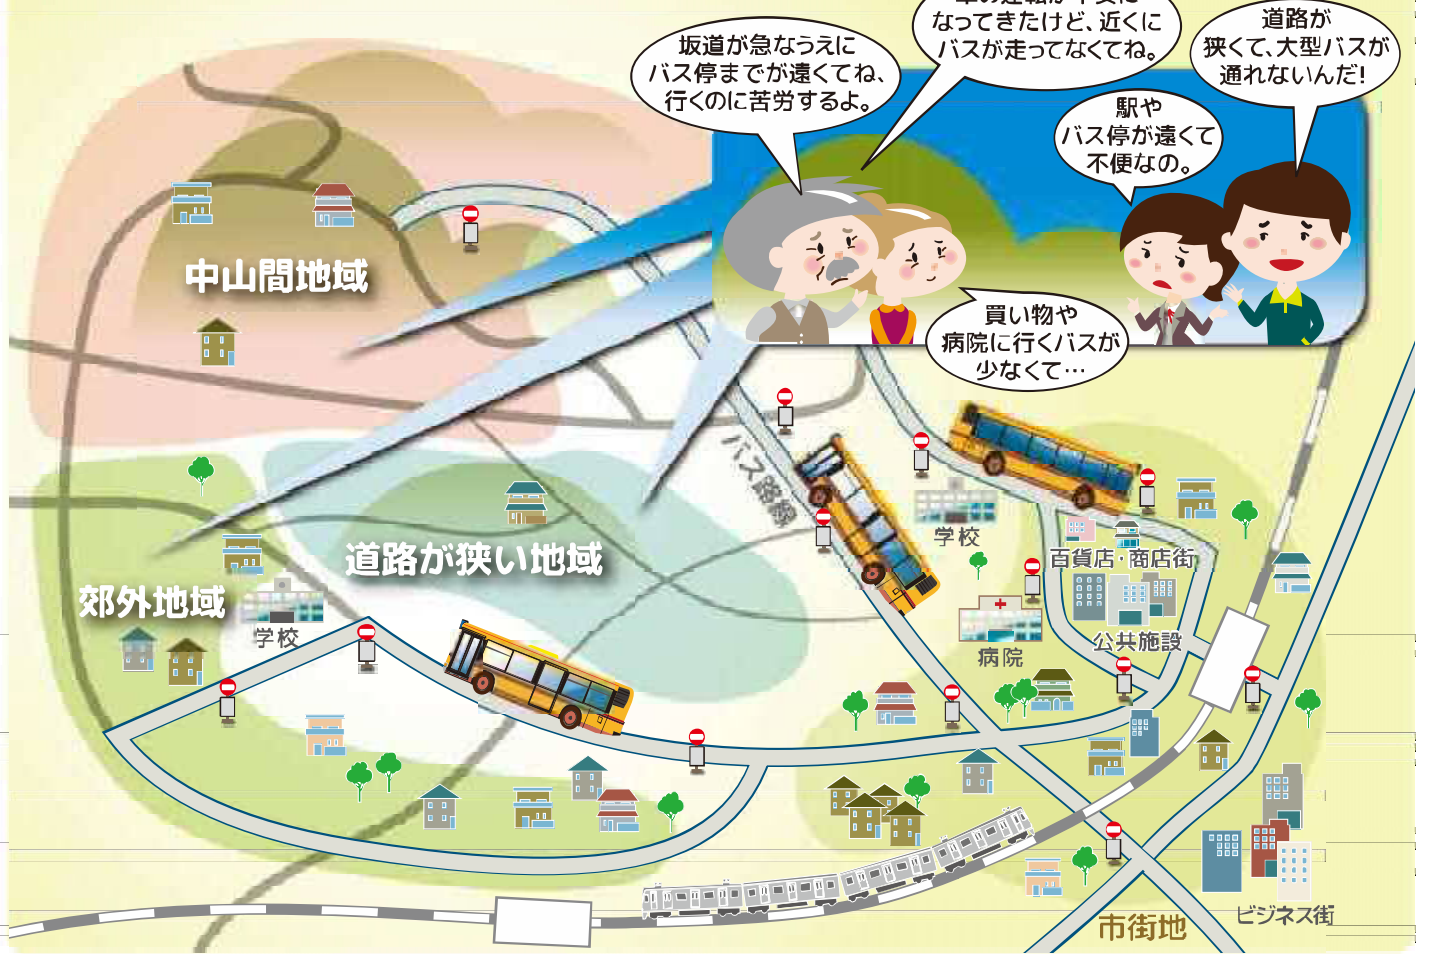 坂道が急なうえに
バス停までが遠くてね、
行くのに苦労するよ。
なってきたけど、近くに
バスが走ってなくてね。
道路が
狭くて、大型バスが
通れないんだ!
駅や
バス停が遠くて
不便なの。
買い物や
病院に行くバスが
少なくて…
中山間地域
バス路線
道路が狭い地域
郊外地域
学校
学校
百貨店・商店街
公共施設
病院
ビジネス街
市街地